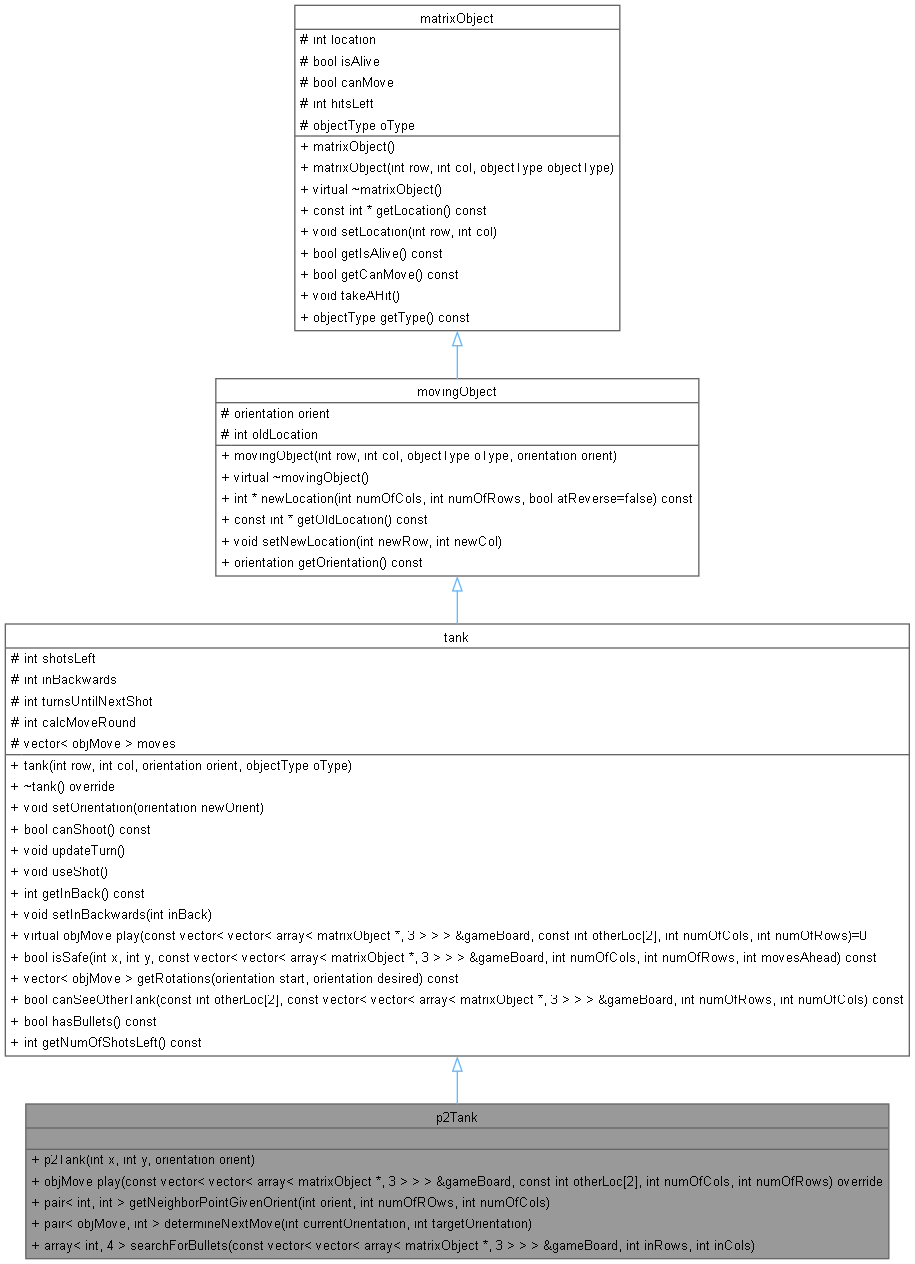 matrixObject
# int location
# bool isAlive
# bool canMove
# int hitsLeft
# objectType oType
+ matrixObject()
+ matrixObject(int row, int col, objectType objectType)
+ virtual ~matrixObject()
+ const int * getLocation() const
+ void setLocation(int row, int col)
+ bool getIsAlive() const
+ bool getCanMove() const
+ void takeAHit()
+ objectType getType() const
movingObject
# orientation orient
# int oldLocation
+ movingObject(int row, int col, objectType oType, orientation orient)
+ virtual ~movingObject()
+ int * newLocation(int numOfCols, int numOfRows, bool atReverse=false) const
+ const int * getOldLocation() const
+ void setNewLocation(int newRow, int newCol)
+ orientation getOrientation() const
tank
# int shotsLeft
# int inBackwards
# int turnsUntilNextShot
# int calcMoveRound
# vector< objMove > moves
+ tank(int row, int col, orientation orient, objectType oType)
+ ~tank() override
+ void setOrientation(orientation newOrient)
+ bool canShoot() const
+ void updateTurn()
+ void useShot()
+ int getInBack() const
+ void setInBackwards(int inBack)
+ virtual objMove play(const vector< vector< array< matrixObject *, 3 > > > &gameBoard, const int otherLoc[2], int numOfCols, int numOfRows)=0
+ bool isSafe(int x, int y, const vector< vector< array< matrixObject *, 3 > > > &gameBoard, int numOfCols, int numOfRows, int movesAhead) const
+ vector< objMove > getRotations(orientation start, orientation desired) const
+ bool canSeeOtherTank(const int otherLoc[2], const vector< vector< array< matrixObject *, 3 > > > &gameBoard, int numOfRows, int numOfCols) const
+ bool hasBullets() const
+ int getNumOfShotsLeft() const
p2Tank
+ p2Tank(int x, int y, orientation orient)
+ objMove play(const vector< vector< array< matrixObject *, 3 > > > &gameBoard, const int otherLoc[2], int numOfCols, int numOfRows) override
+ pair< int, int > getNeighborPointGivenOrient(int orient, int numOfROws, int numOfCols)
+ pair< objMove, int > determineNextMove(int currentOrientation, int targetOrientation)
+ array< int, 4 > searchForBullets(const vector< vector< array< matrixObject *, 3 > > > &gameBoard, int inRows, int inCols)